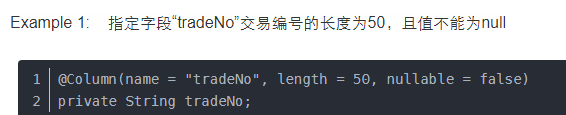 Example 1: 指定字段“tradeNo”交易编号的长度为50，且值不能为null
1 @Column(name = "tradeNo", length = 50, nullable = false)
2 private String tradeNo;